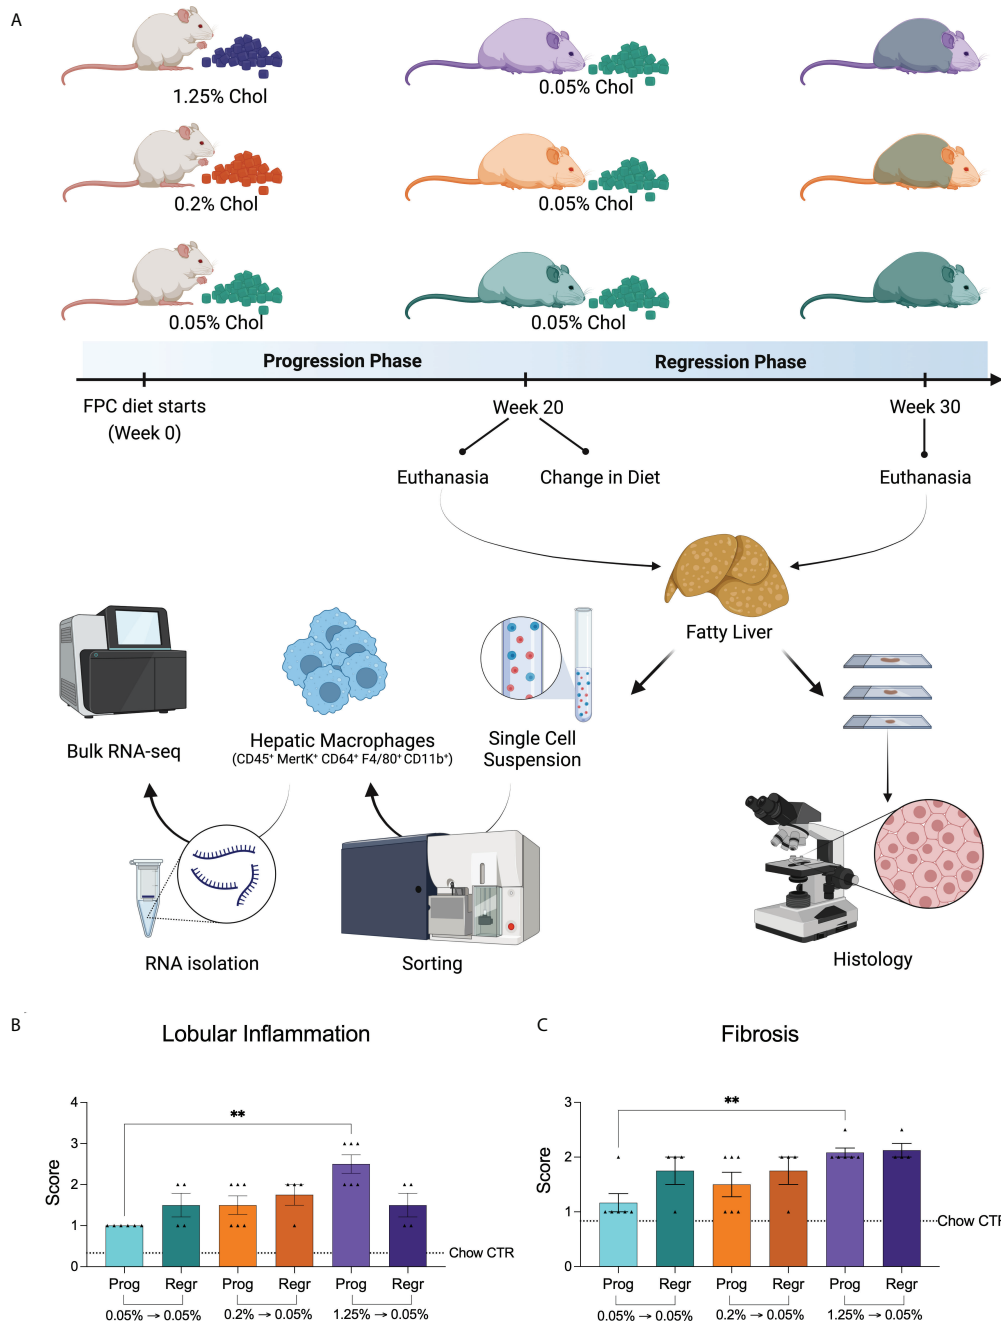 A
1.25% Chol
0.05% Chol
0.2% Chol
0.05% Chol
0.05% Chol
0.05% Chol
Progression Phase
Regression Phase
FPC diet starts
(Week 0)
Week 20
Week 30
Euthanasia
Change in Diet
Euthanasia
Fatty Liver
Bulk RNA-seq
Hepatic Macrophages
(CD45⁺ MertK⁺ CD64⁺ F4/80⁺ CD11b⁺)
Single Cell
Suspension
RNA isolation
Sorting
Histology
B
Lobular Inflammation
**
Score
4
3
2
1
0
Chow CTR
Prog Regr Prog Regr Prog Regr
0.05% → 0.05% 0.2% → 0.05% 1.25% → 0.05%
C
Fibrosis
**
Score
3
2
1
0
Chow CTR
Prog Regr Prog Regr Prog Regr
0.05% → 0.05% 0.2% → 0.05% 1.25% → 0.05%